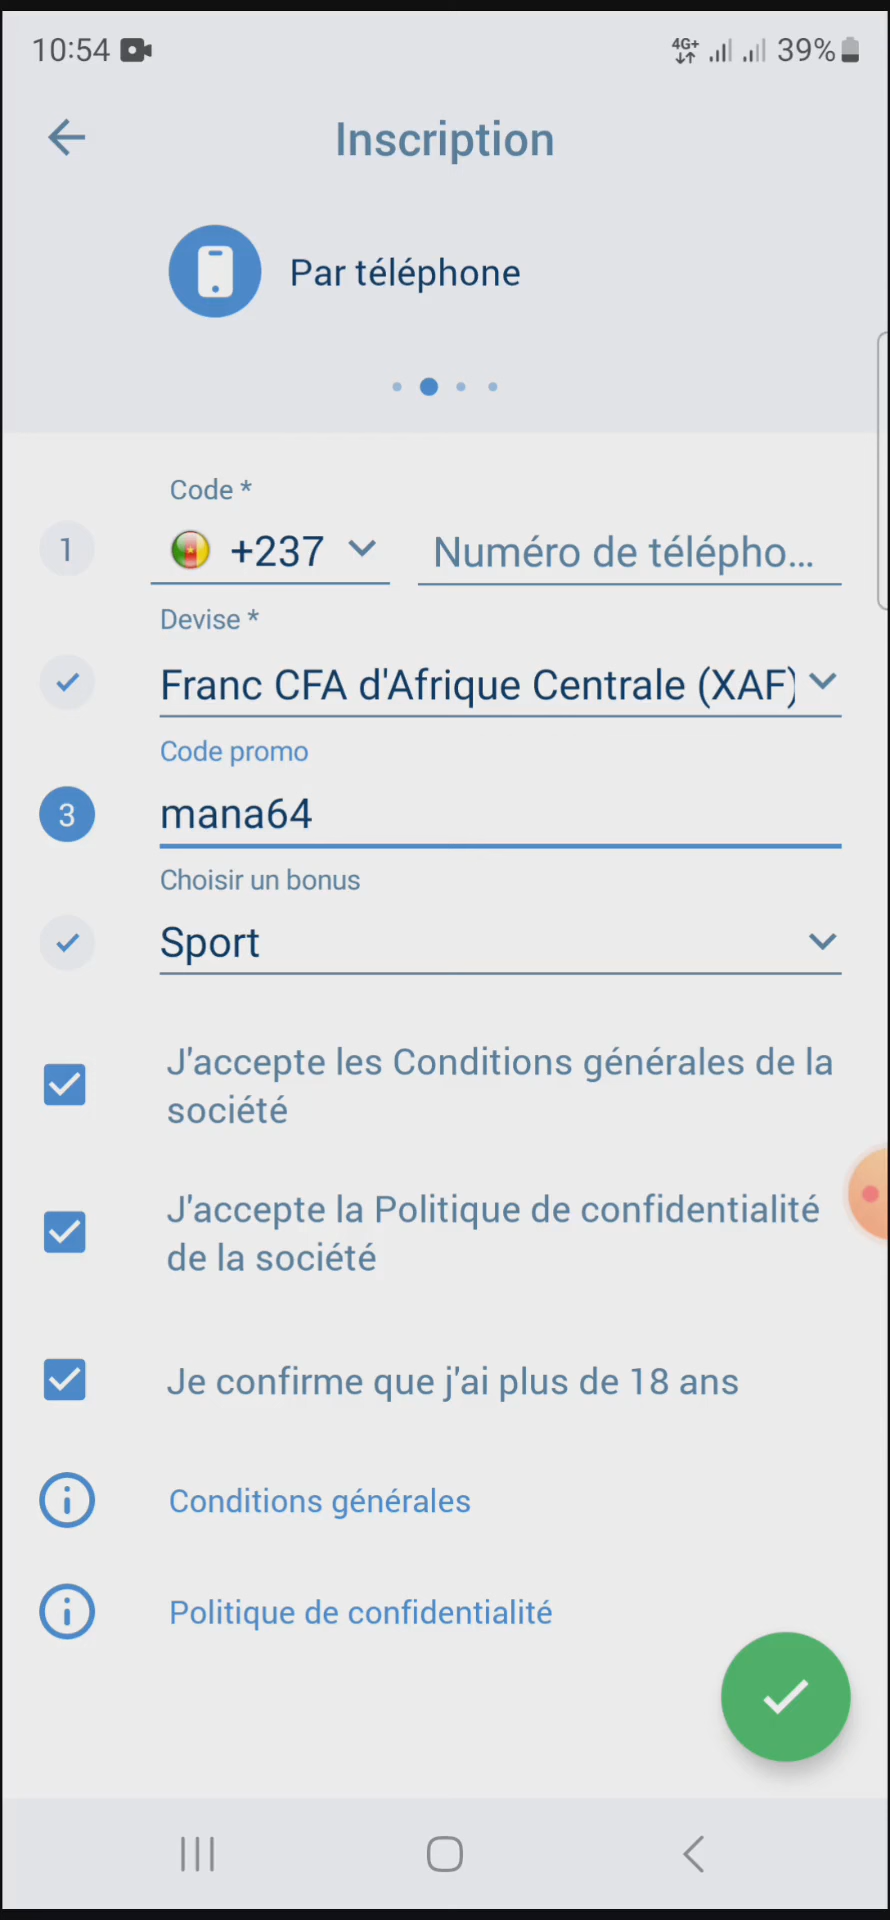 10:54 4G+ 39%
Inscription
Par téléphone
Code *
1 +237 Numéro de télépho...
Devise *
Franc CFA d'Afrique Centrale (XAF)
Code promo
3 mana64
Choisir un bonus
Sport
J'accepte les Conditions générales de la
société
J'accepte la Politique de confidentialité
de la société
Je confirme que j'ai plus de 18 ans
Conditions générales
Politique de confidentialité